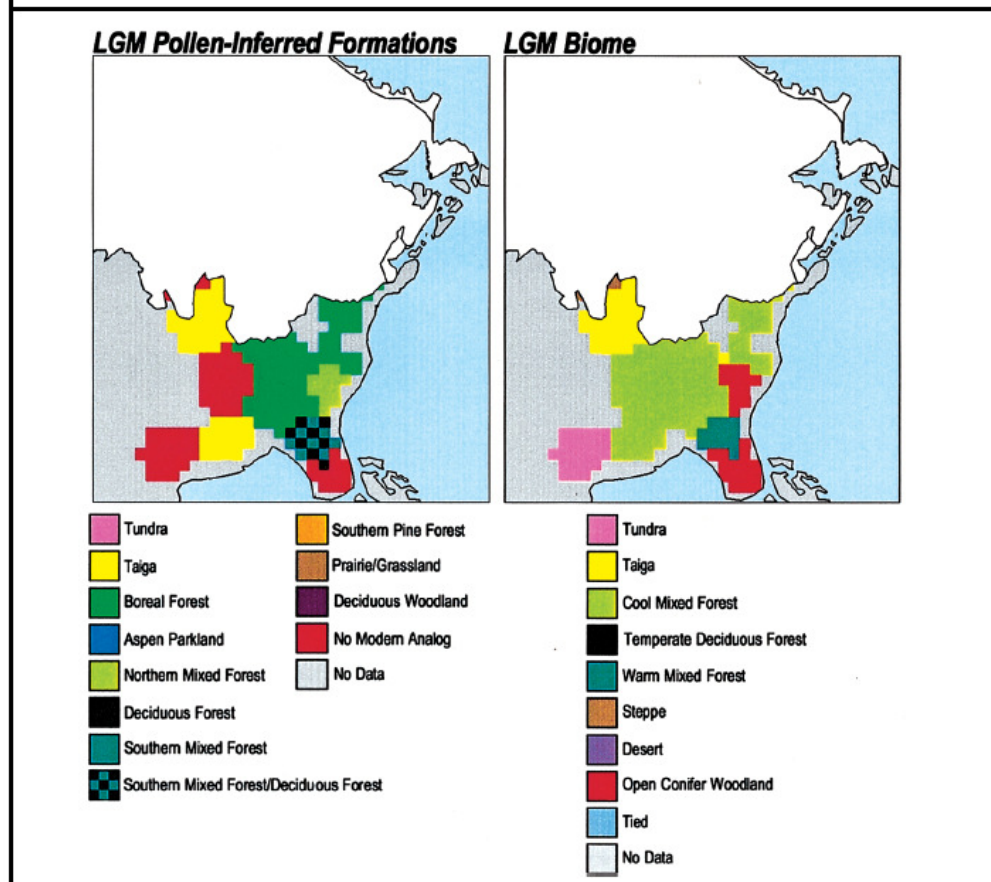 LGM Pollen-Inferred Formations
LGM Biome
Tundra
Taiga
Boreal Forest
Aspen Parkland
Northern Mixed Forest
Deciduous Forest
Southern Mixed Forest
Southern Mixed Forest/Deciduous Forest
Southern Pine Forest
Prairie/Grassland
Deciduous Woodland
No Modern Analog
No Data
Tundra
Taiga
Cool Mixed Forest
Temperate Deciduous Forest
Warm Mixed Forest
Steppe
Desert
Open Conifer Woodland
Tied
No Data